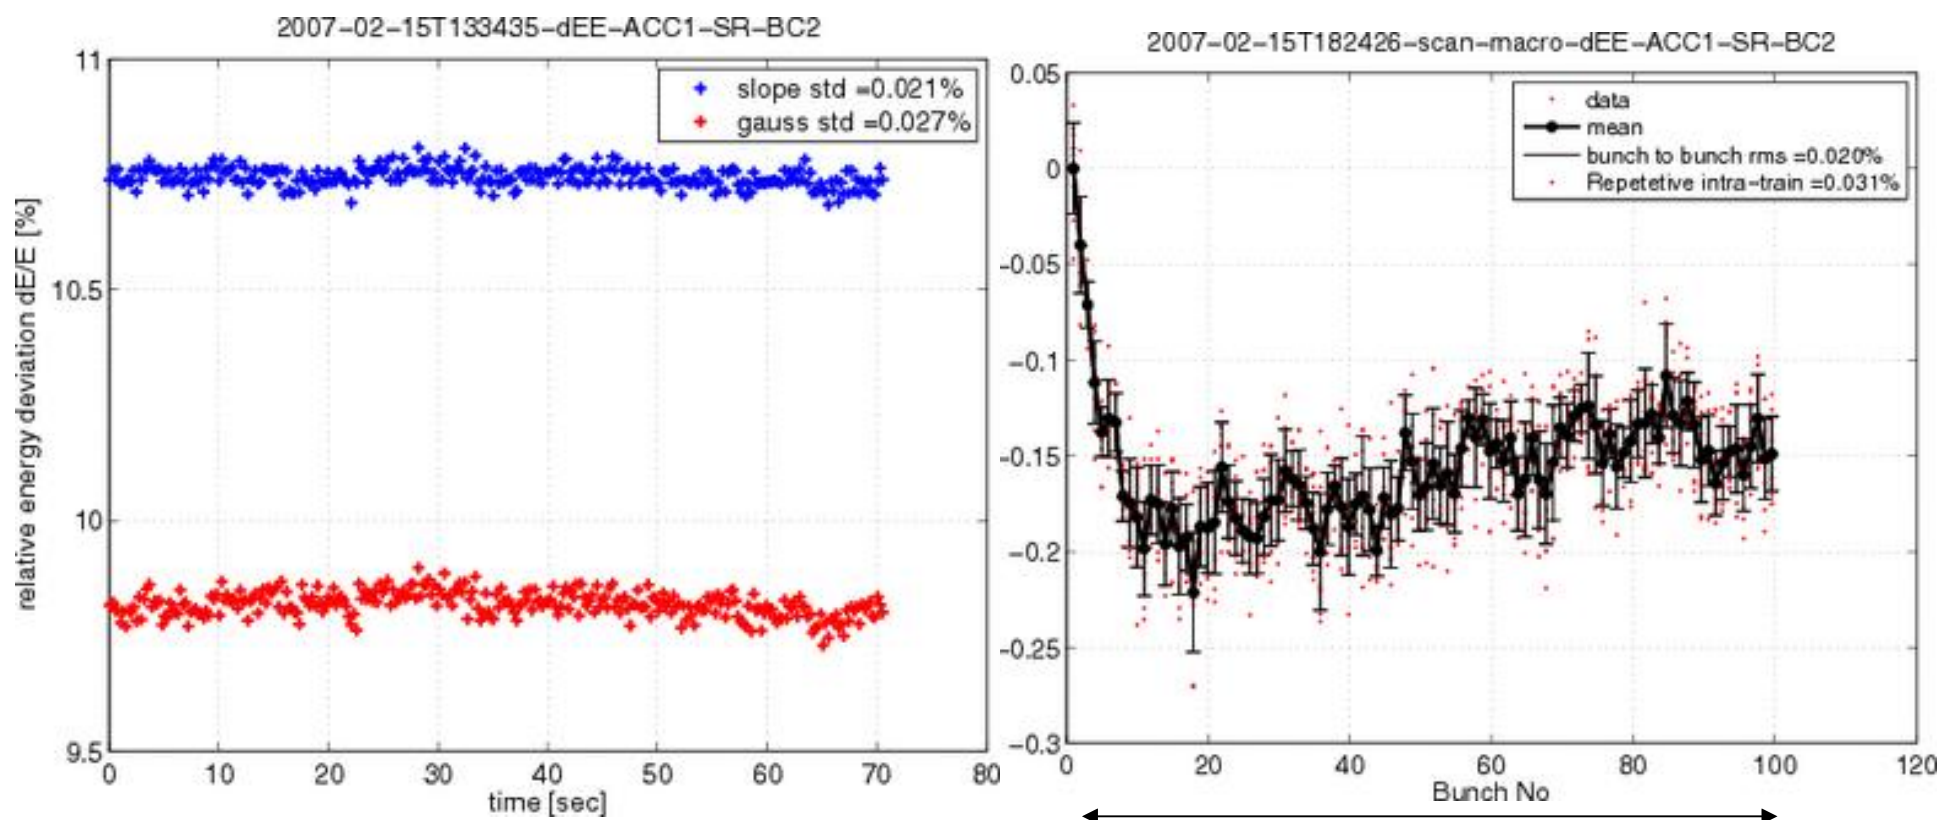 2007-02-15T133435-dEE-ACC1-SR-BC2
slope std =0.021%
gauss std =0.027%
relative energy deviation dE/E [%]
11
10.5
10
9.5
0 10 20 30 40 50 60 70 80
time [sec]
2007-02-15T182426-scan-macro-dEE-ACC1-SR-BC2
data
mean
bunch to bunch rms =0.020%
Repetetive intra-train =0.031%
0.05
0
-0.05
-0.1
-0.15
-0.2
-0.25
-0.3
0 20 40 60 80 100 120
Bunch No